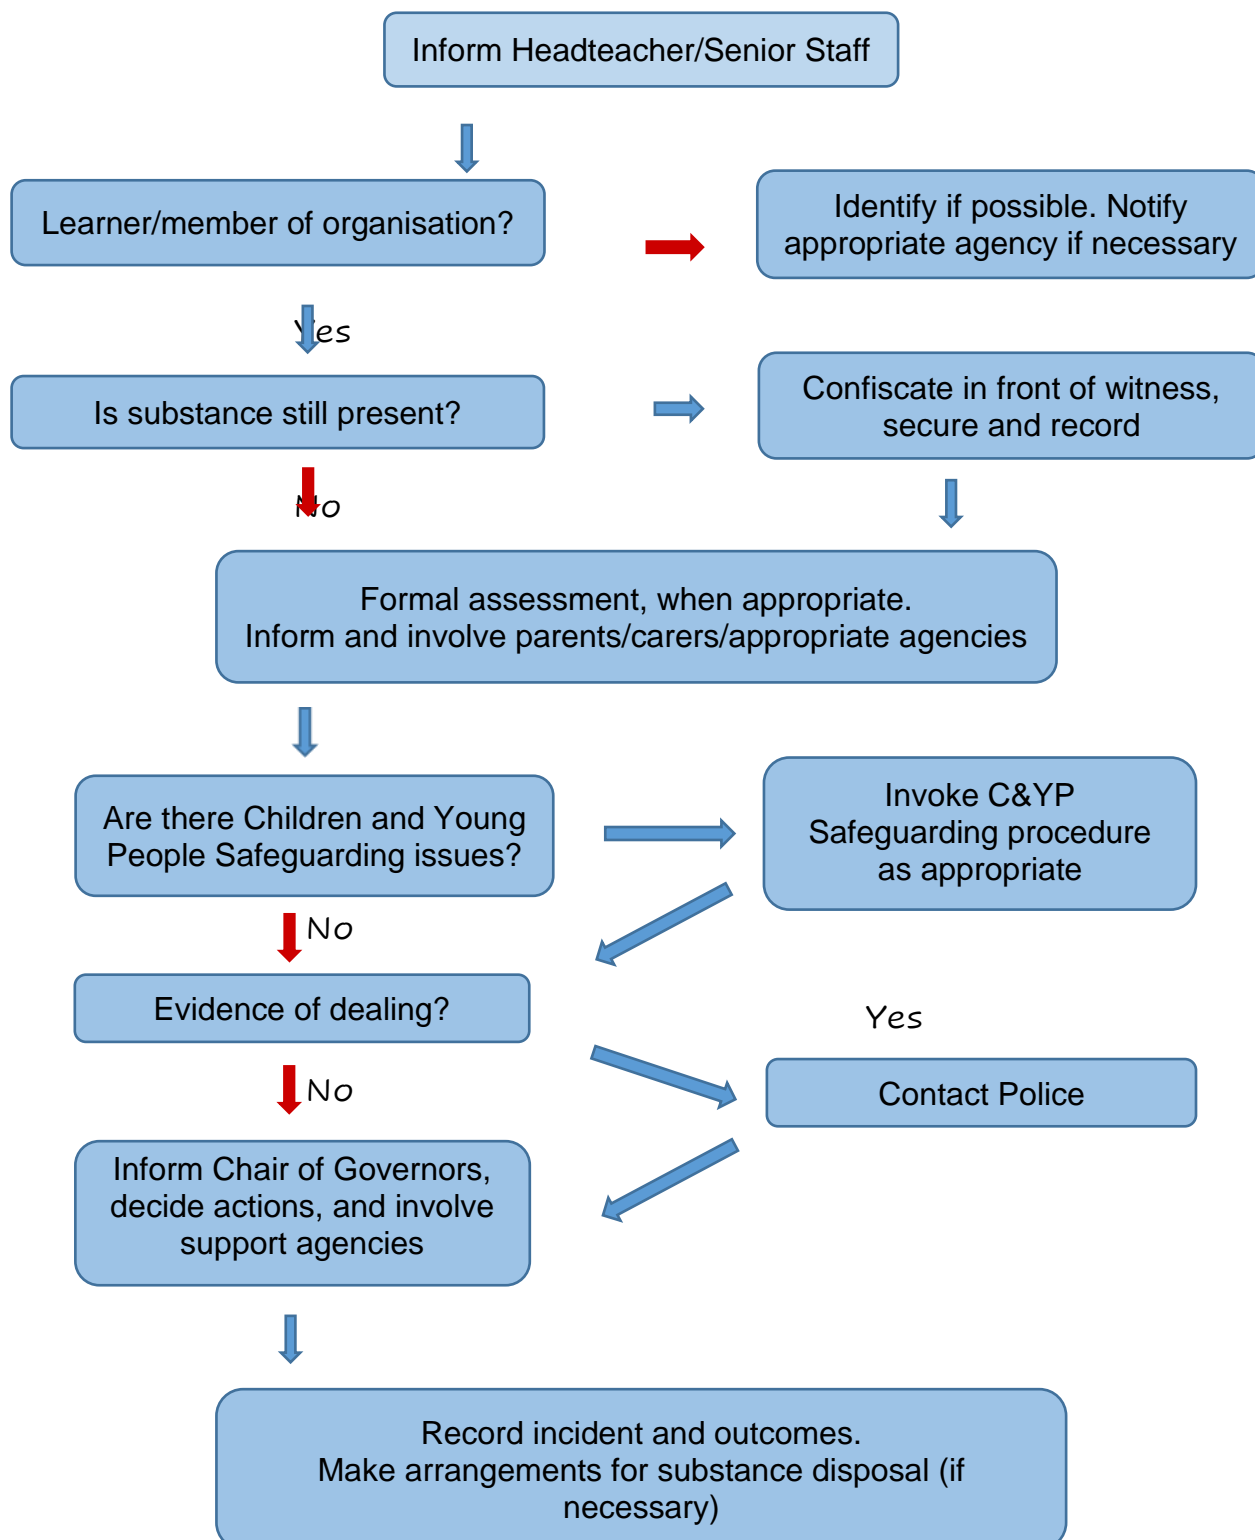 Inform Headteacher/Senior Staff
Learner/member of organisation?
Identify if possible. Notify
appropriate agency if necessary
Yes
Is substance still present?
Confiscate in front of witness,
secure and record
No
Formal assessment, when appropriate.
Inform and involve parents/carers/appropriate agencies
Are there Children and Young
People Safeguarding issues?
Invoke C&YP
Safeguarding procedure
as appropriate
No
Evidence of dealing?
Yes
Contact Police
No
Inform Chair of Governors,
decide actions, and involve
support agencies
Record incident and outcomes.
Make arrangements for substance disposal (if
necessary)